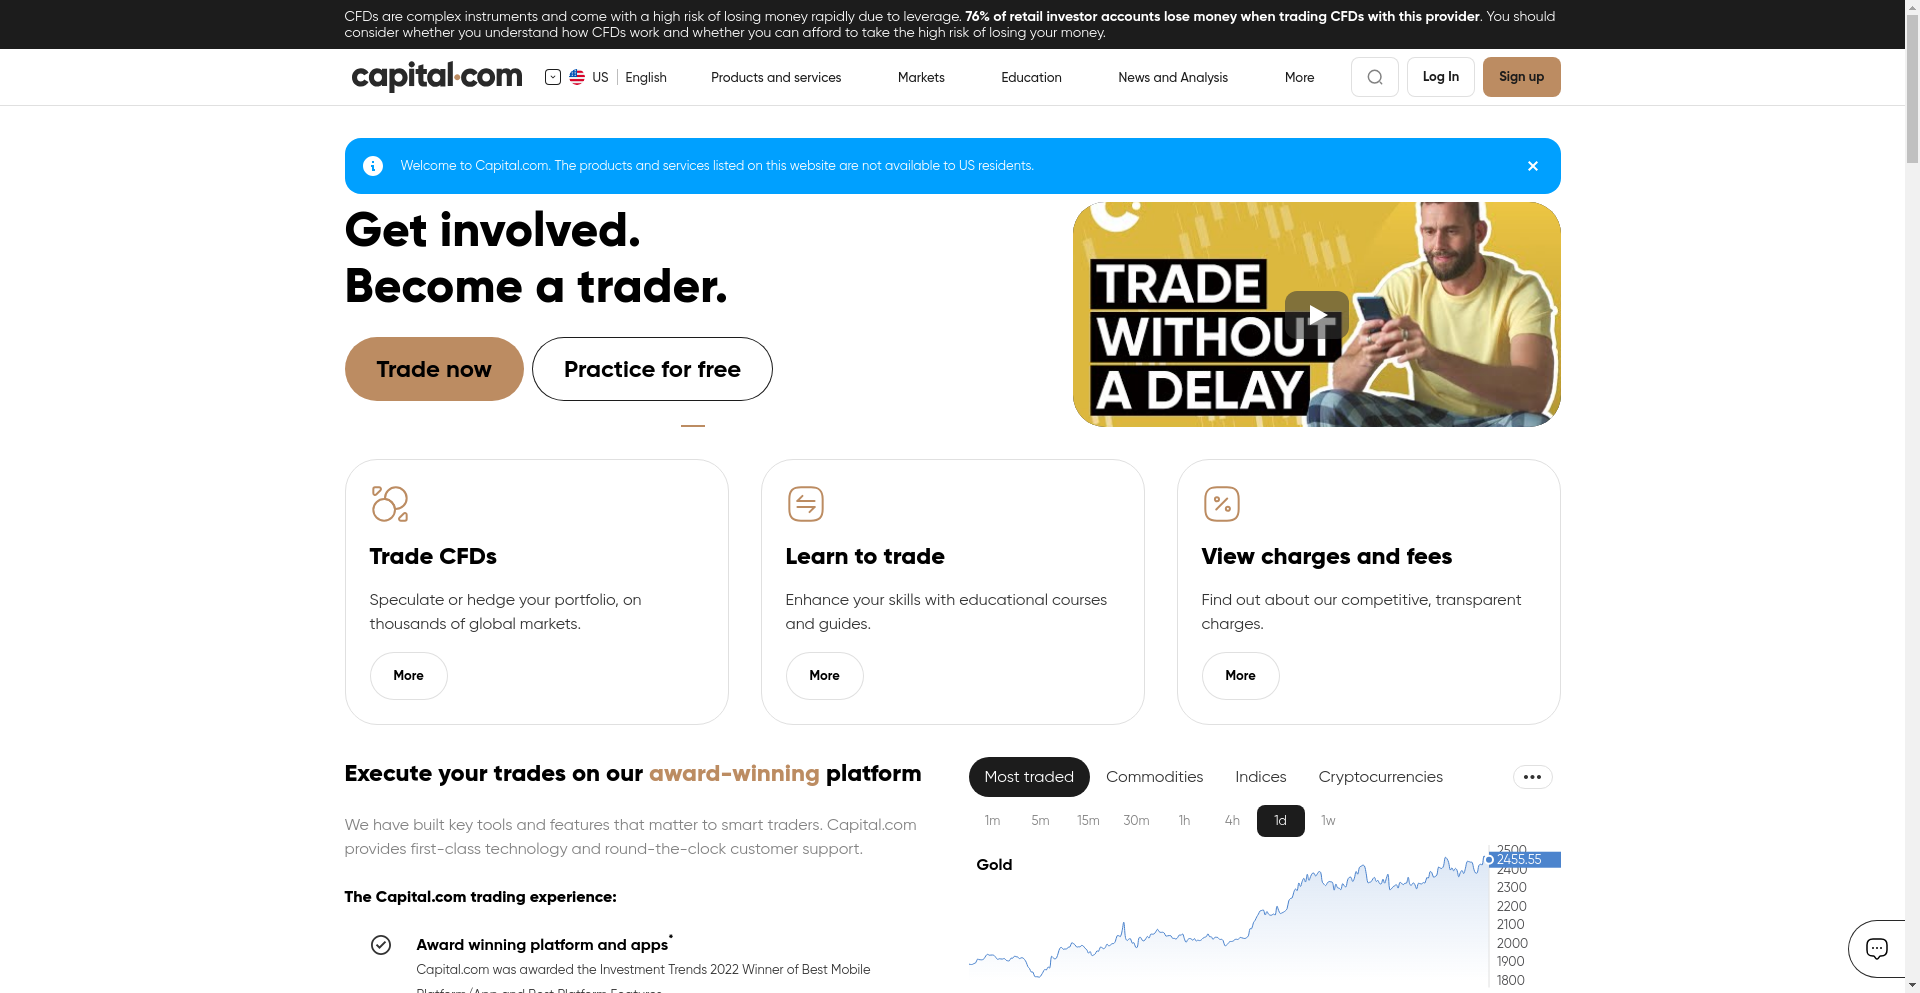 CFDs are complex instruments and come with a high risk of losing money rapidly due to leverage. 76% of retail investor accounts lose money when trading CFDs with this provider. You should
consider whether you understand how CFDs work and whether you can afford to take the high risk of losing your money.
capital.com
US
English
Products and services
Markets
Education
News and Analysis
More
Log In
Sign up
Welcome to Capital.com. The products and services listed on this website are not available to US residents.
Get involved.
Become a trader.
Trade now
Practice for free
TRADE
WITHOUT
A DELAY
Trade CFDs
Speculate or hedge your portfolio, on
thousands of global markets.
More
Learn to trade
Enhance your skills with educational courses
and guides.
More
View charges and fees
Find out about our competitive, transparent
charges.
More
Execute your trades on our award-winning platform
We have built key tools and features that matter to smart traders. Capital.com
provides first-class technology and round-the-clock customer support.
The Capital.com trading experience:
Award winning platform and apps*
Capital.com was awarded the Investment Trends 2022 Winner of Best Mobile
Platform/App and Best Platform Features
Most traded
Commodities
Indices
Cryptocurrencies
1m
5m
15m
30m
1h
4h
1d
1w
Gold
2500
2455.55
2400
2300
2200
2100
2000
1900
1800